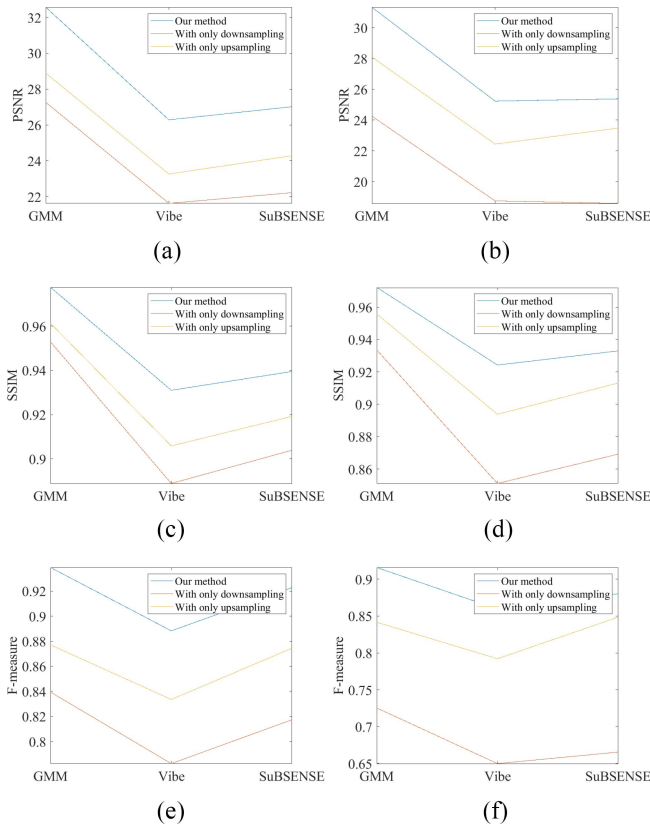 Our method
With only downsampling
With only upsampling
32
30
28
26
24
22
PSNR
GMM
Vibe
SuBSENSE
(a)
Our method
With only downsampling
With only upsampling
30
28
26
24
22
20
PSNR
GMM
Vibe
SuBSENSE
(b)
Our method
With only downsampling
With only upsampling
0.96
0.94
0.92
0.9
SSIM
GMM
Vibe
SuBSENSE
(c)
Our method
With only downsampling
With only upsampling
0.96
0.94
0.92
0.9
0.88
0.86
SSIM
GMM
Vibe
SuBSENSE
(d)
Our method
With only downsampling
With only upsampling
0.92
0.9
0.88
0.86
0.84
0.82
0.8
F-measure
GMM
Vibe
SuBSENSE
(e)
Our method
With only downsampling
With only upsampling
0.9
0.85
0.8
0.75
0.7
0.65
F-measure
GMM
Vibe
SuBSENSE
(f)